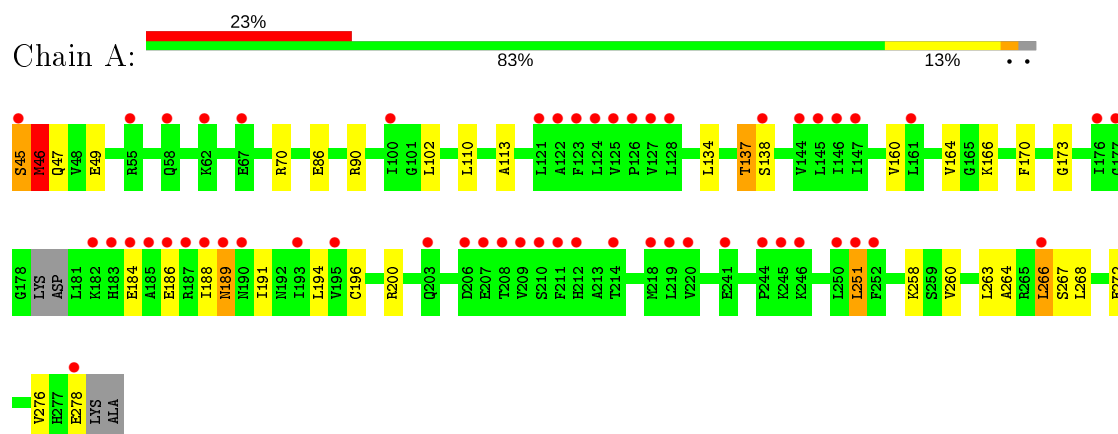 23%
Chain A:
83% 13% • •
S45 M46 Q47 V48 E49 R55 Q58 K62 E67 R70 E86 R90 I100 G101 L102 L110 A113 L121 A122 F123 L124 V125 P126 V127 L128 L134 T137 S138 V144 L145 I146 I147 V160 L161 V164 G165 K166 F170 G173 I176 G177
G178 LYS ASP L181 K182 H183 E184 A185 E186 R187 I188 N189 N190 I191 N192 I193 L194 V195 C196 R200 Q203 D206 E207 T208 V209 S210 F211 H212 A213 T214 M218 L219 V220 E241 P244 K245 K246 L250 L251 F252 K258 S259 V260 L263 A264 R265 L266 S267 L268
V276 H277 E278 LYS ALA